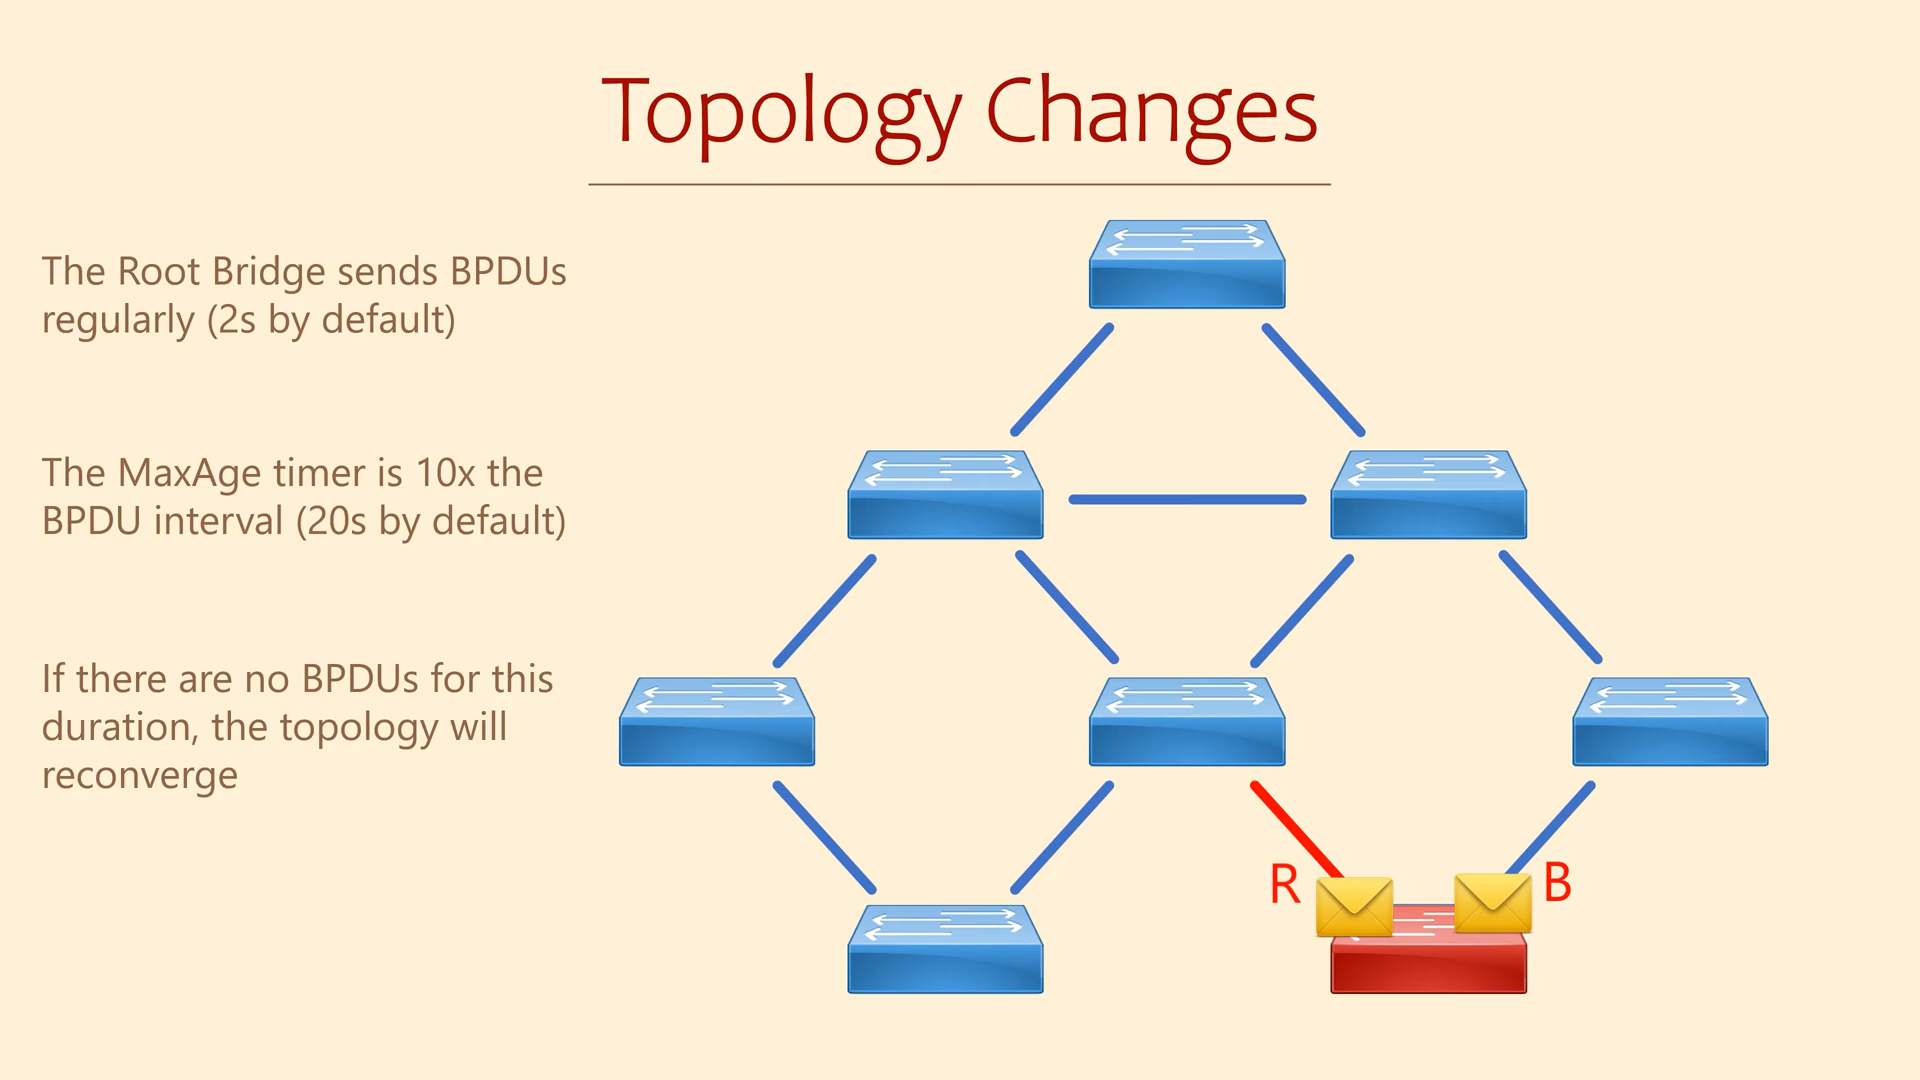 Topology Changes
The Root Bridge sends BPDUs
regularly (2s by default)
The MaxAge timer is 10x the
BPDU interval (20s by default)
If there are no BPDUs for this
duration, the topology will
reconverge
R
B